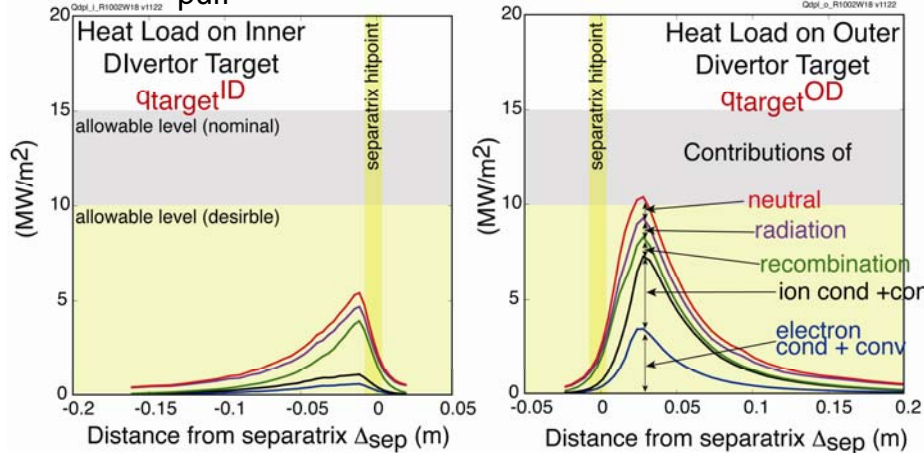 puff
Qdpl_i_R1002W18 v1122
Heat Load on Inner
DIvertor Target
qtargetID
separatrix hitpoint
allowable level (nominal)
allowable level (desirble)
(MW/m2)
20
15
10
5
0
-0.2
-0.15
-0.1
-0.05
0
0.05
Distance from separatrix Δsep (m)
Qdpl_o_R1002W18 v1122
Heat Load on Outer
Divertor Target
qtargetOD
separatrix hitpoint
Contributions of
neutral
radiation
recombination
ion cond +con
electron
cond + conv
(MW/m2)
20
15
10
5
0
-0.05
0
0.05
0.1
0.15
0.2
Distance from separatrix Δsep (m)